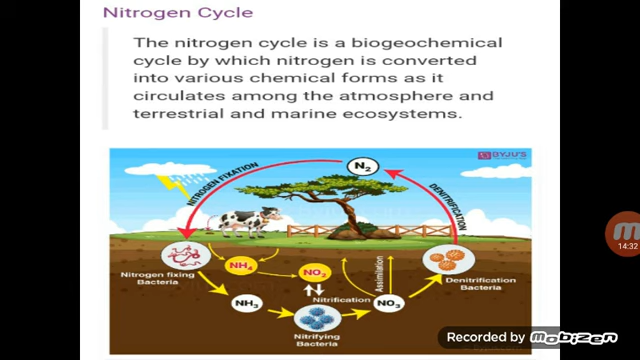 Nitrogen Cycle
The nitrogen cycle is a biogeochemical
cycle by which nitrogen is converted
into various chemical forms as it
circulates among the atmosphere and
terrestrial and marine ecosystems.
BYJU'S
N₂
NITROGEN FIXATION
DENITRIFICATION
Nitrogen fixing
Bacteria
NH₄
NO₂
Assimilation
Denitrification
Bacteria
NH₃
Nitrification
NO₃
Nitrifying
Bacteria
14:32
Recorded by mobizen